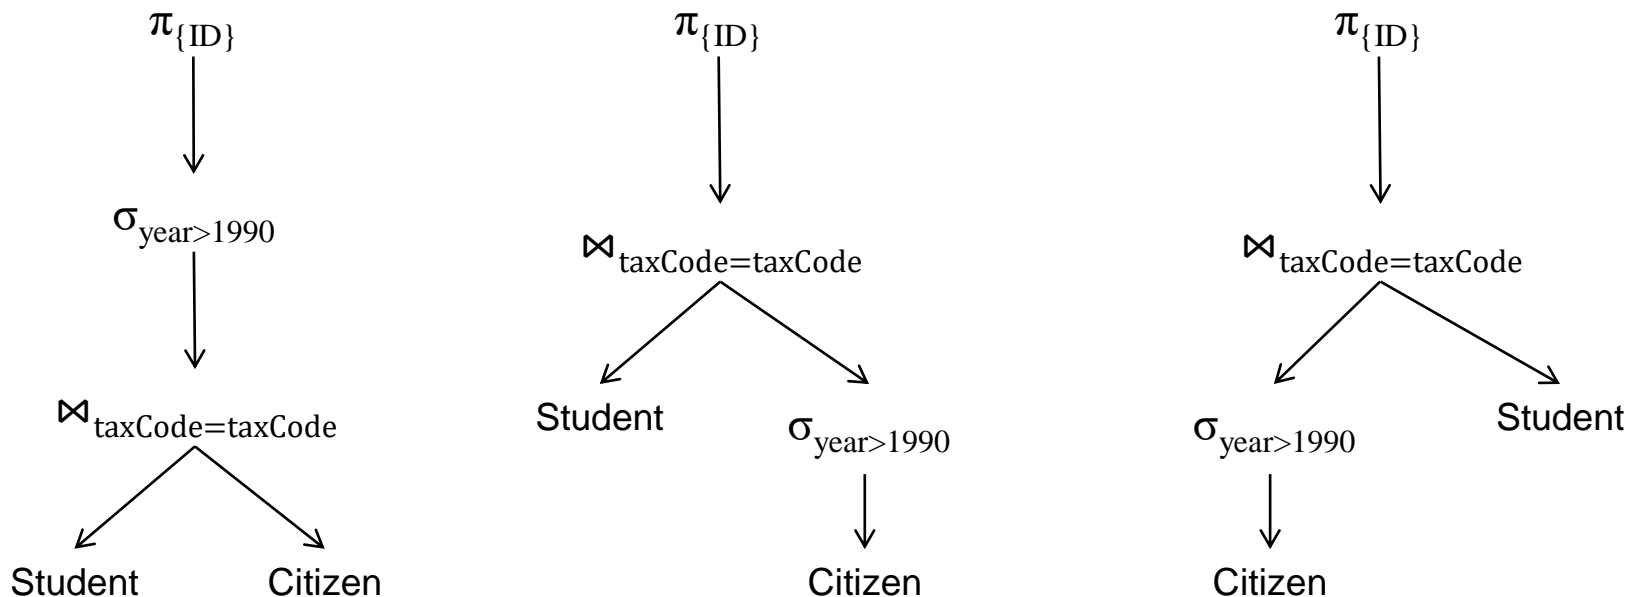 π{ID}
σyear>1990
⋈taxCode=taxCode
Student
Citizen
π{ID}
⋈taxCode=taxCode
Student
σyear>1990
Citizen
π{ID}
⋈taxCode=taxCode
σyear>1990
Student
Citizen